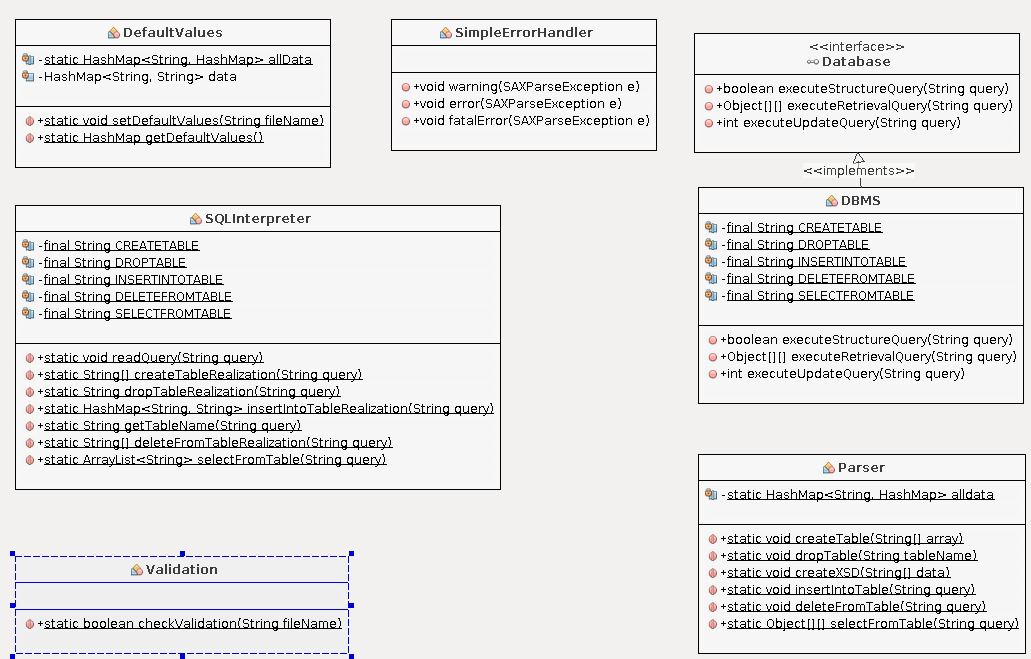 DefaultValues
-static HashMap<String, HashMap> allData
-HashMap<String, String> data
+static void setDefaultValues(String fileName)
+static HashMap getDefaultValues()
SimpleErrorHandler
+void warning(SAXParseException e)
+void error(SAXParseException e)
+void fatalError(SAXParseException e)
<<interface>>
Database
+boolean executeStructureQuery(String query)
+Object[][] executeRetrievalQuery(String query)
+int executeUpdateQuery(String query)
<<implements>>
SQLInterpreter
-final String CREATETABLE
-final String DROPTABLE
-final String INSERTINTOTABLE
-final String DELETEFROMTABLE
-final String SELECTFROMTABLE
+static void readQuery(String query)
+static String[] createTableRealization(String query)
+static String dropTableRealization(String query)
+static HashMap<String, String> insertIntoTableRealization(String query)
+static String getTableName(String query)
+static String[] deleteFromTableRealization(String query)
+static ArrayList<String> selectFromTable(String query)
DBMS
-final String CREATETABLE
-final String DROPTABLE
-final String INSERTINTOTABLE
-final String DELETEFROMTABLE
-final String SELECTFROMTABLE
+boolean executeStructureQuery(String query)
+Object[][] executeRetrievalQuery(String query)
+int executeUpdateQuery(String query)
Validation
+static boolean checkValidation(String fileName)
Parser
-static HashMap<String, HashMap> alldata
+static void createTable(String[] array)
+static void dropTable(String tableName)
+static void createXSD(String[] data)
+static void insertIntoTable(String query)
+static void deleteFromTable(String query)
+static Object[][] selectFromTable(String query)